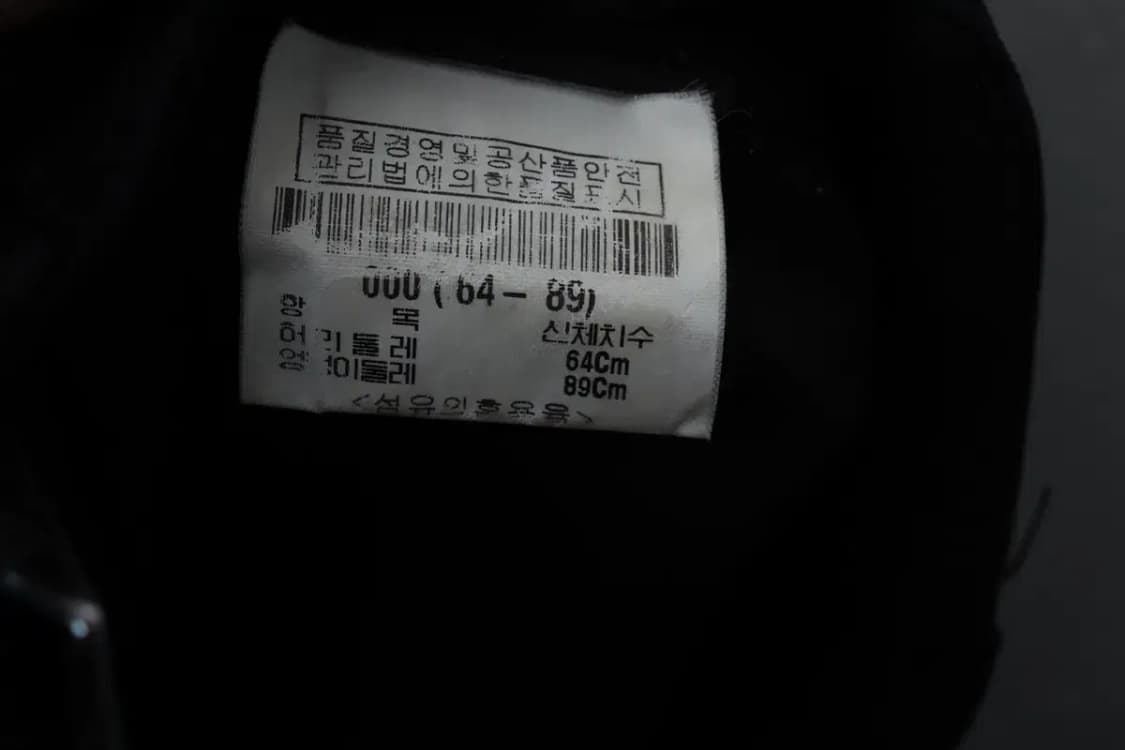 품질경영및공산품안전
관리법에의한품질표시
000 ( 64 - 89)
항 목 신체치수
허리둘레 64Cm
엉덩이둘레 89Cm
<섬유의혼용율>